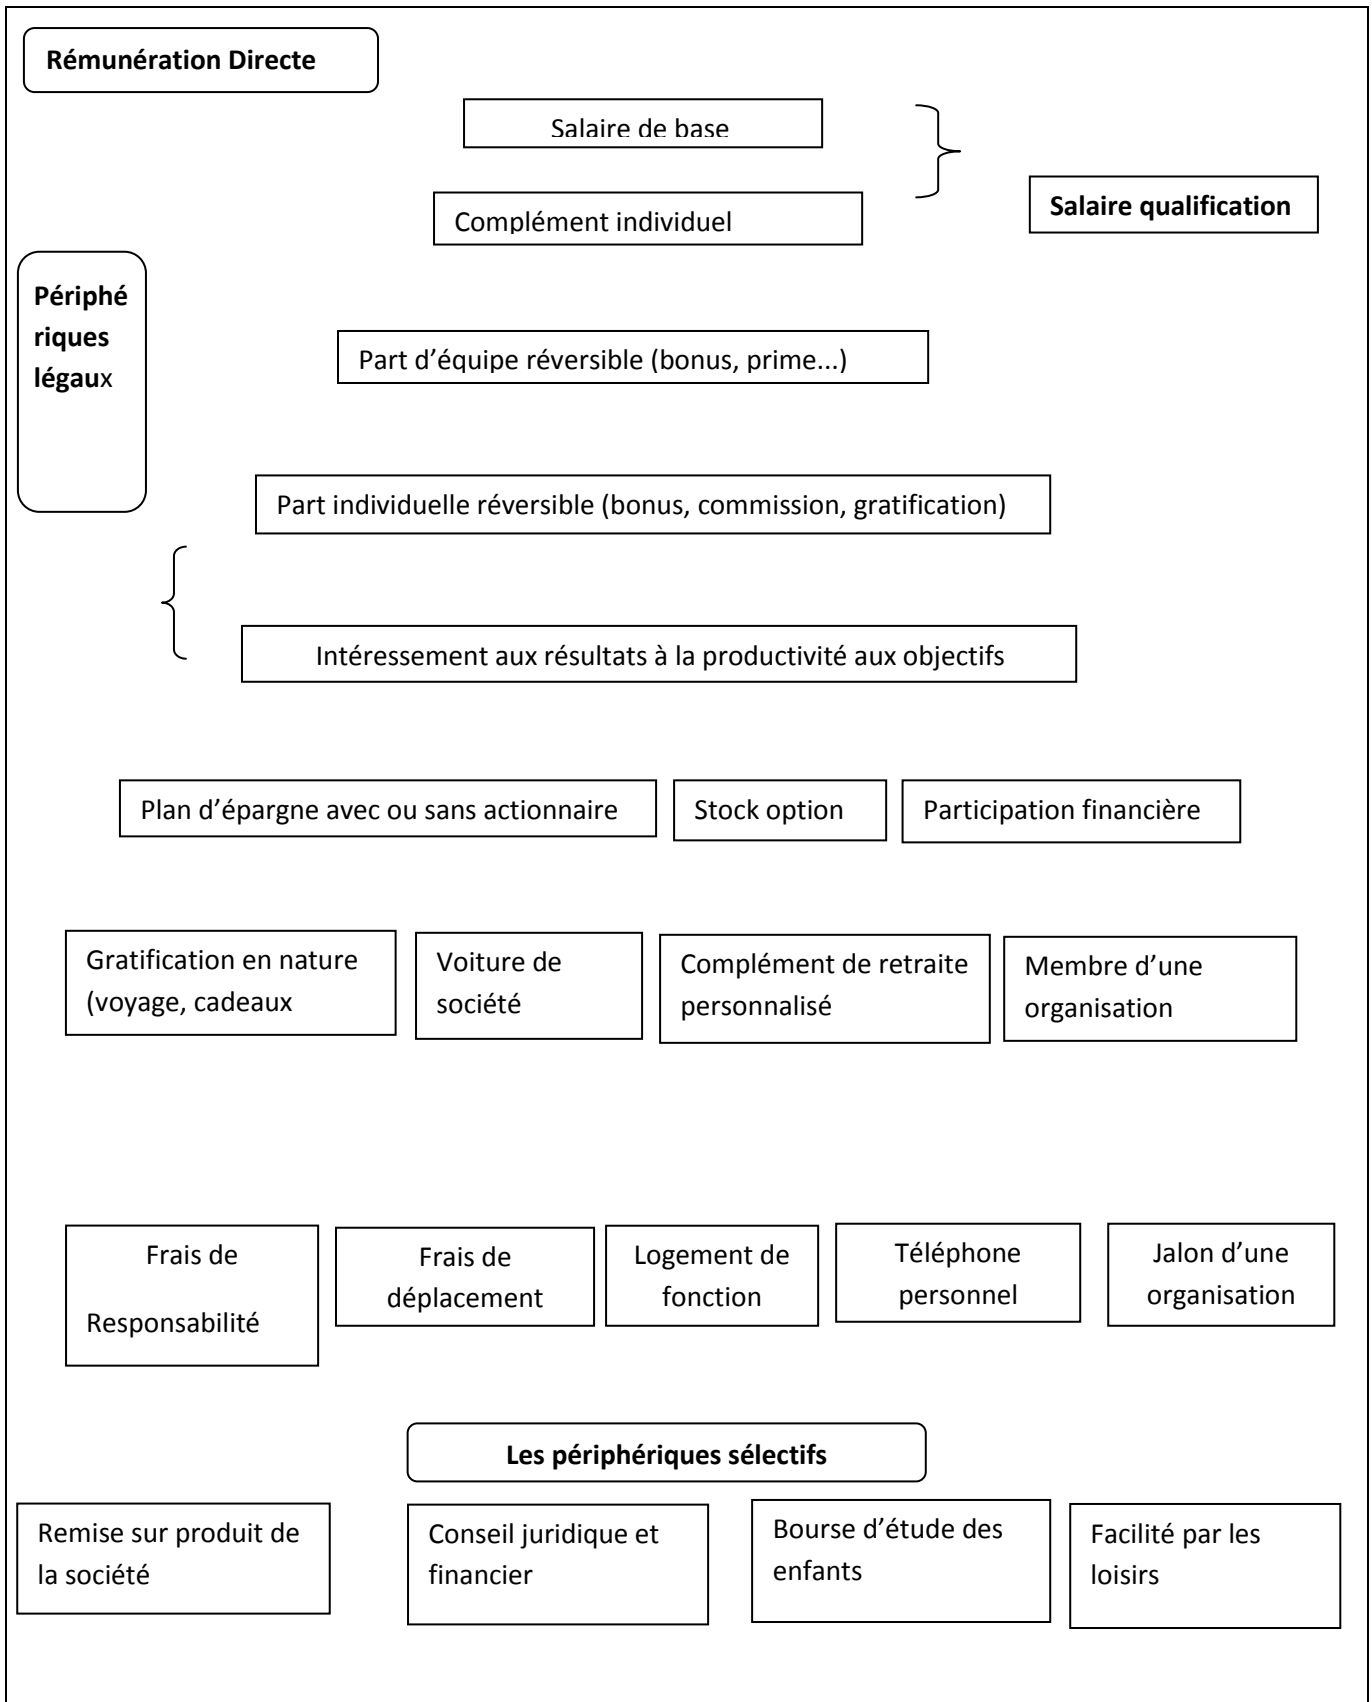 Rémunération Directe
Salaire de base
Complément individuel
Salaire qualification
Périphé
riques
légaux
Part d’équipe réversible (bonus, prime...)
Part individuelle réversible (bonus, commission, gratification)
Intéressement aux résultats à la productivité aux objectifs
Plan d’épargne avec ou sans actionnaire
Stock option
Participation financière
Gratification en nature
(voyage, cadeaux
Voiture de
société
Complément de retraite
personnalisé
Membre d’une
organisation
Frais de
Responsabilité
Frais de
déplacement
Logement de
fonction
Téléphone
personnel
Jalon d’une
organisation
Les périphériques sélectifs
Remise sur produit de
la société
Conseil juridique et
financier
Bourse d’étude des
enfants
Facilité par les
loisirs